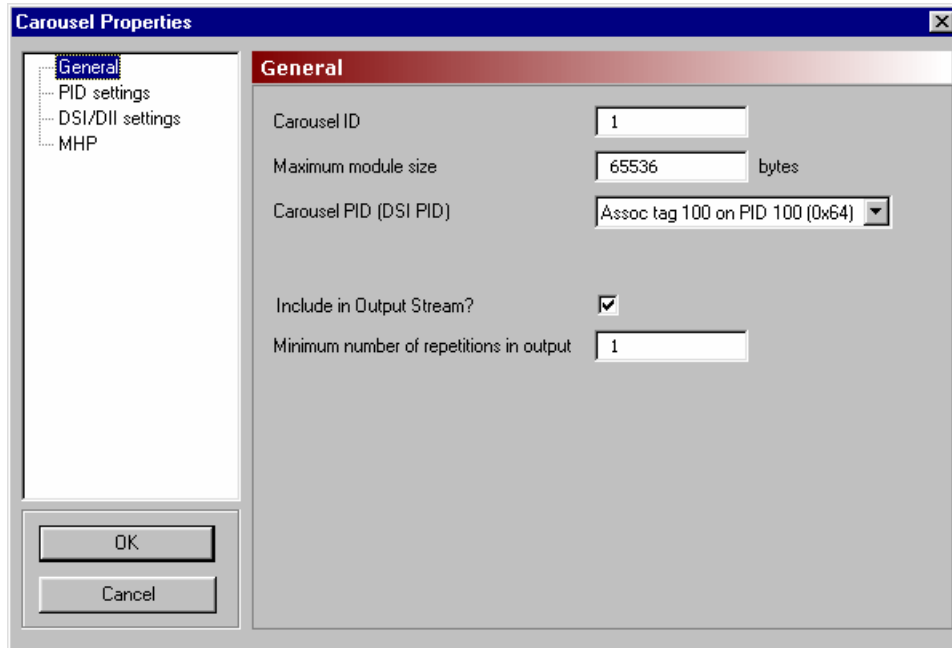 Carousel Properties
General
PID settings
DSI/DII settings
MHP
OK
Cancel
General
Carousel ID 1
Maximum module size 65536 bytes
Carousel PID (DSI PID) Assoc tag 100 on PID 100 (0x64)
Include in Output Stream?
Minimum number of repetitions in output 1